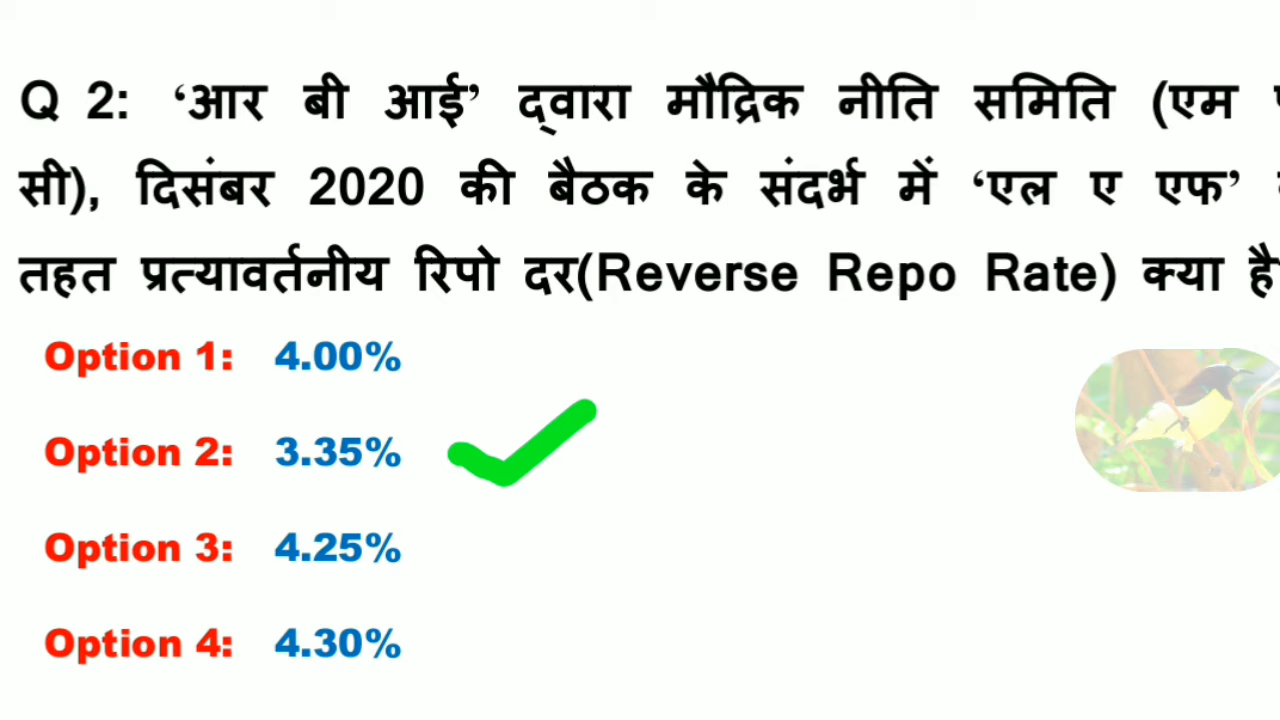 Q 2: ‘आर बी आई’ द्वारा मौद्रिक नीति समिति (एम
सी), दिसंबर 2020 की बैठक के संदर्भ में ‘एल ए एफ’
तहत प्रत्यावर्तनीय रिपो दर(Reverse Repo Rate) क्या है
Option 1: 4.00%
Option 2: 3.35%
Option 3: 4.25%
Option 4: 4.30%